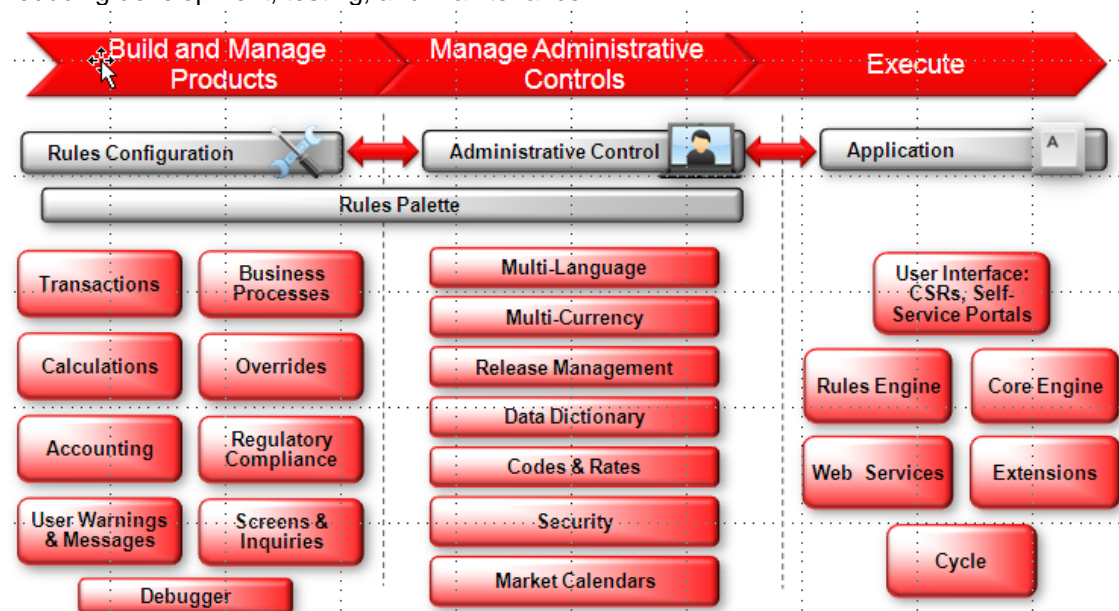 Build and Manage
Products
Manage Administrative
Controls
Execute
Rules Configuration
Administrative Control
Application
A
Rules Palette
Transactions
Business
Processes
Calculations
Overrides
Accounting
Regulatory
Compliance
User Warnings
& Messages
Screens &
Inquiries
Debugger
Multi-Language
Multi-Currency
Release Management
Data Dictionary
Codes & Rates
Security
Market Calendars
User Interface:
CSRs, Self-
Service Portals
Rules Engine
Core Engine
Web Services
Extensions
Cycle